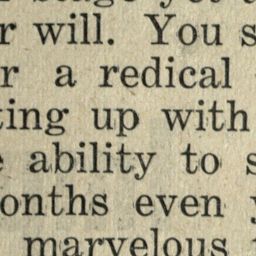 r will. You s
r a redical
ting up with
ability to s
onths even y
marvelous